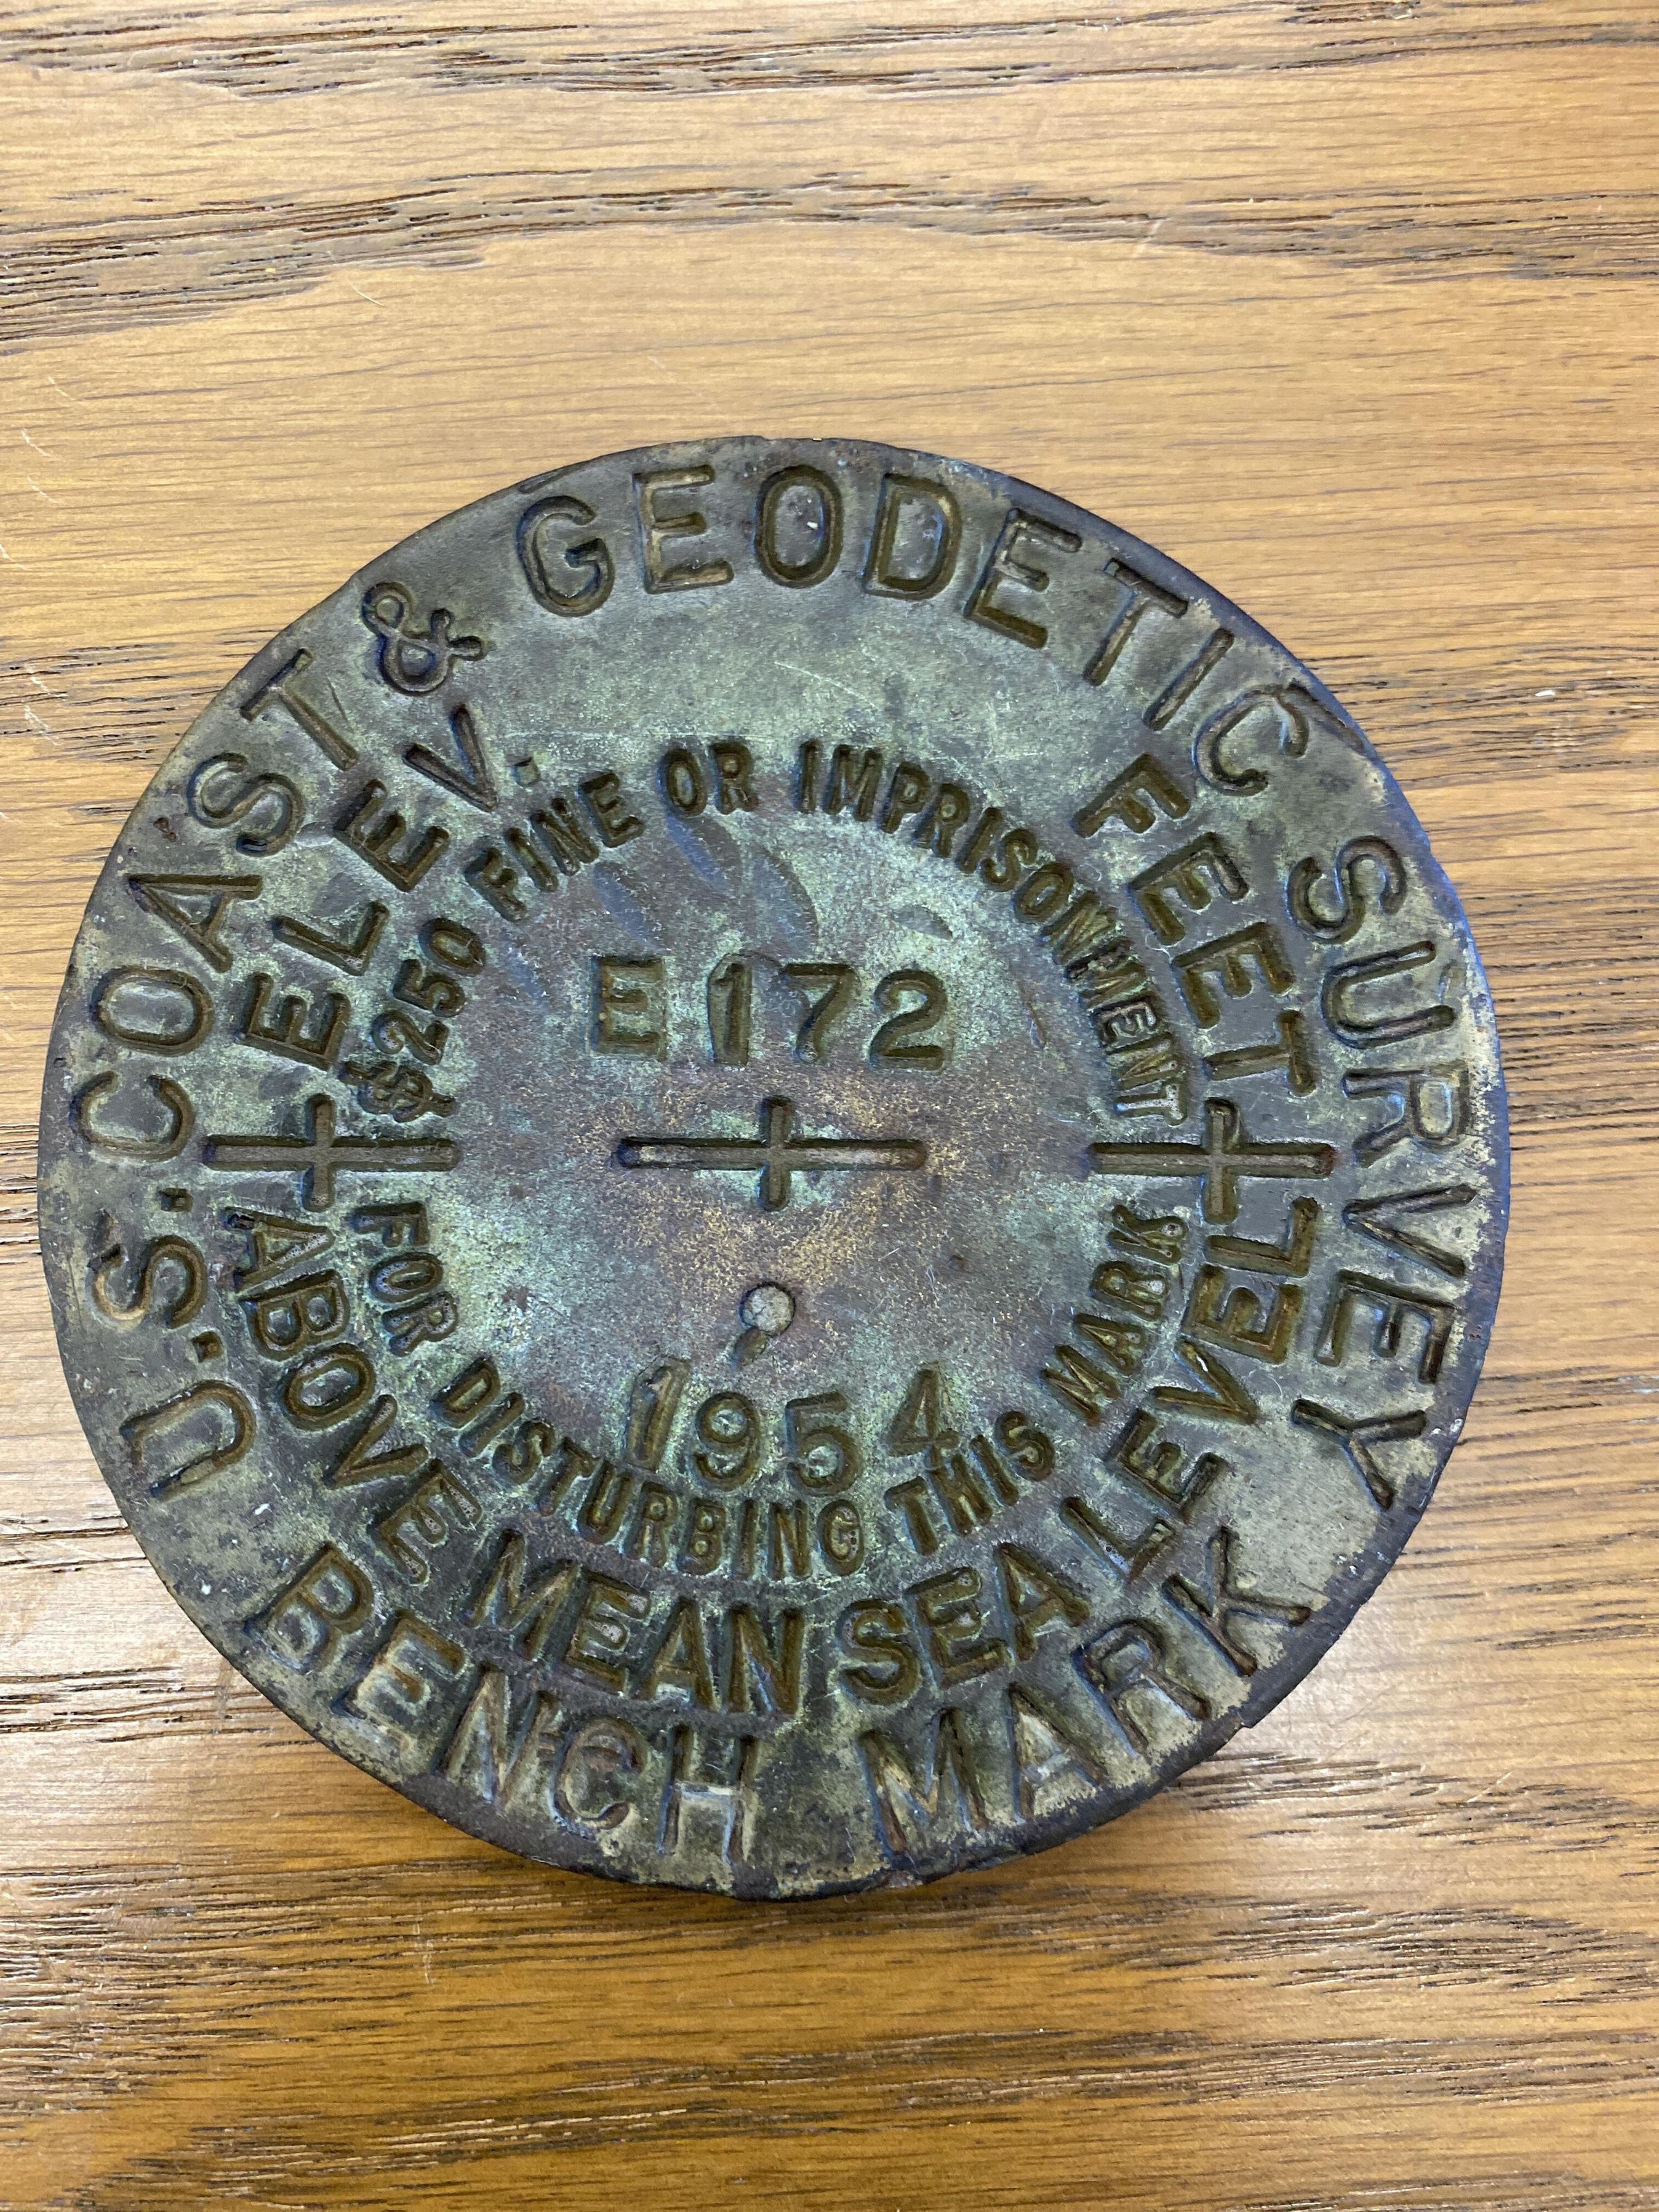 U.S. COAST & GEODETIC SURVEY
ELEV. FEET
$250 FINE OR IMPRISONMENT
E 172
1954
FOR DISTURBING THIS MARK
ABOVE MEAN SEA LEVEL
BENCH MARK